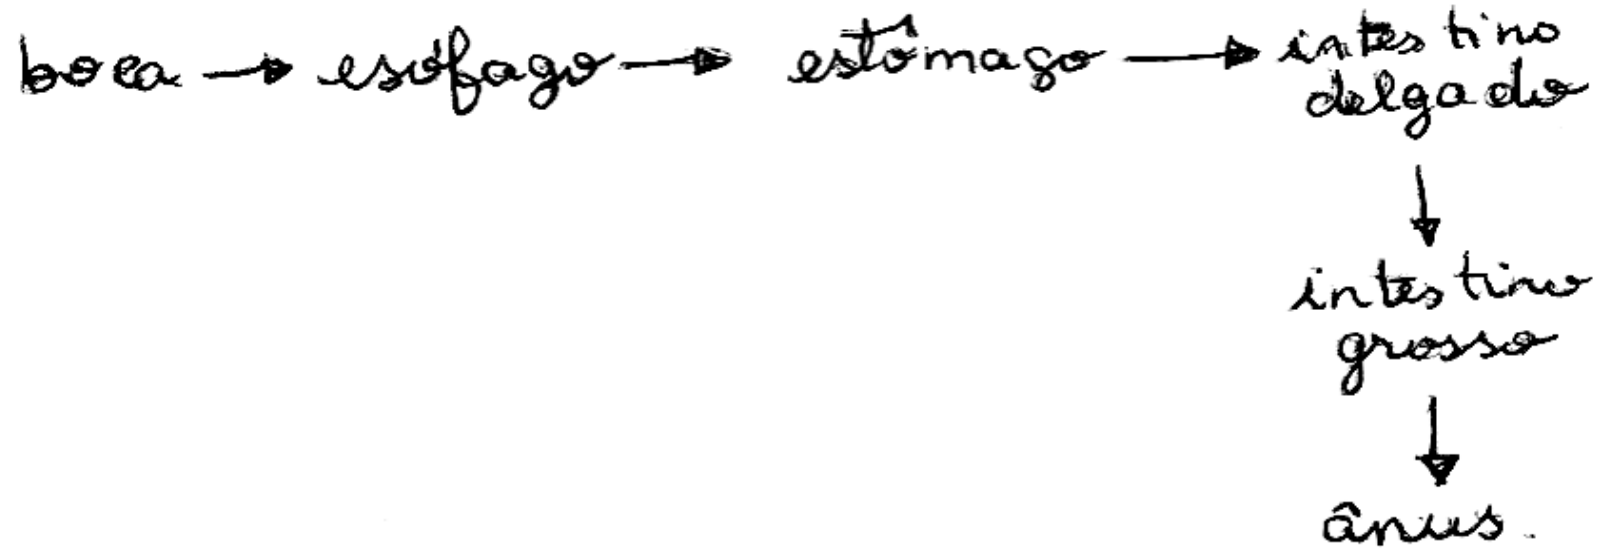 boca → esófago → estômago → intestino
delgado
↓
intestino
grosso
↓
ânus.